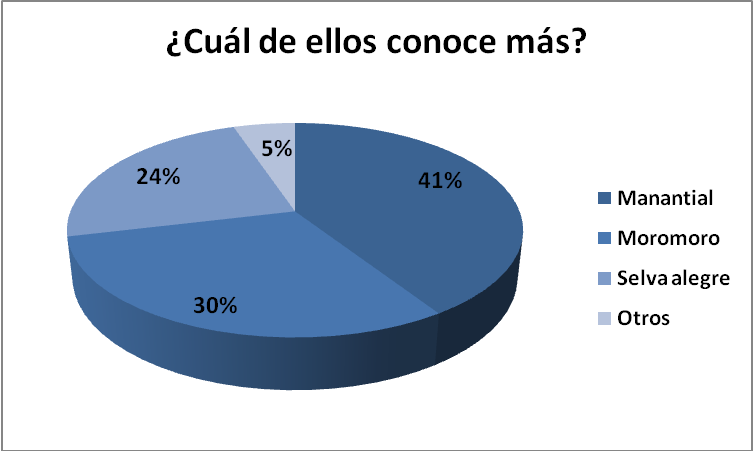 ¿Cuál de ellos conoce más?
5%
41%
24%
30%
Manantial
Moromoro
Selva alegre
Otros